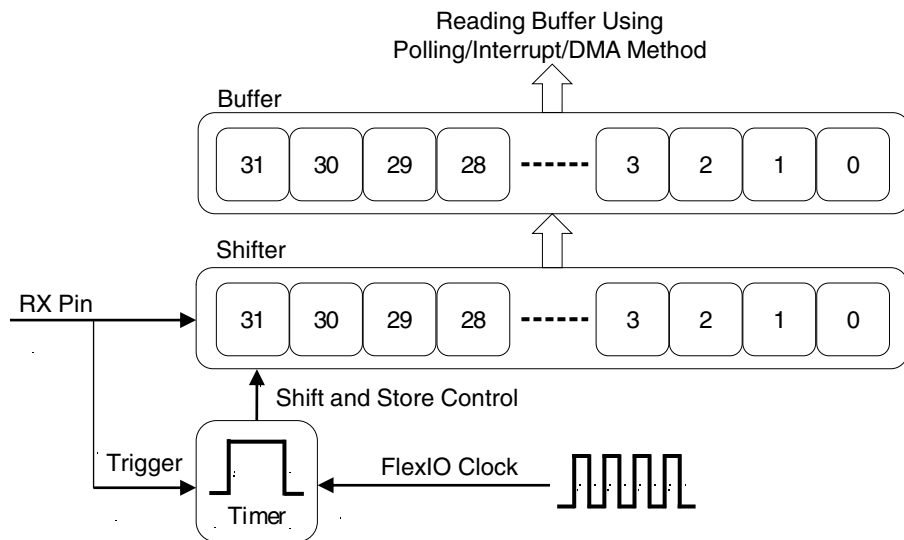 Reading Buffer Using
Polling/Interrupt/DMA Method
Buffer
31 30 29 28 3 2 1 0
Shifter
RX Pin
31 30 29 28 3 2 1 0
Shift and Store Control
Trigger
FlexIO Clock
Timer